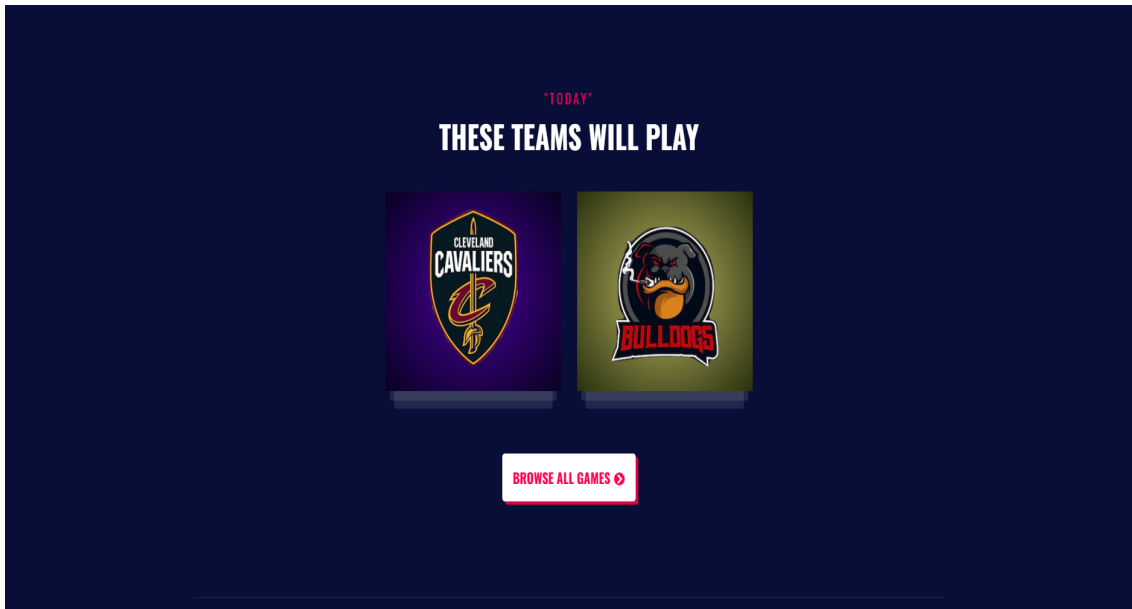 "TODAY"
THESE TEAMS WILL PLAY
CLEVELAND
CAVALIERS
C
BULLDOGS
BROWSE ALL GAMES